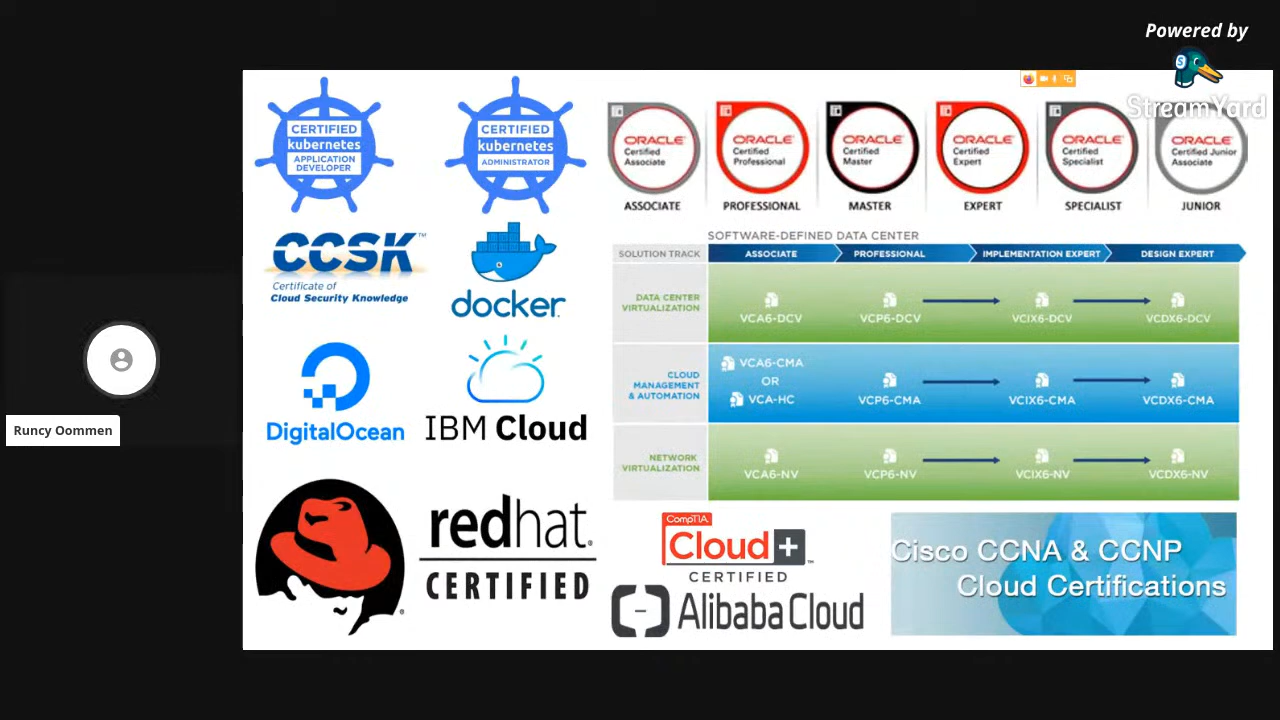 Powered by
StreamYard
CERTIFIED
kubernetes
APPLICATION
DEVELOPER
CERTIFIED
kubernetes
ADMINISTRATOR
ORACLE
Certified
Associate
ASSOCIATE
ORACLE
Certified
Professional
PROFESSIONAL
ORACLE
Certified
Master
MASTER
ORACLE
Certified
Expert
EXPERT
ORACLE
Certified
Specialist
SPECIALIST
ORACLE
Certified Junior
Associate
JUNIOR
CCSK™
Certificate of
Cloud Security Knowledge
docker
SOFTWARE-DEFINED DATA CENTER
SOLUTION TRACK ASSOCIATE PROFESSIONAL IMPLEMENTATION EXPERT DESIGN EXPERT
DATA CENTER
VIRTUALIZATION
VCA6-DCV VCP6-DCV VCIX6-DCV VCDX6-DCV
CLOUD
MANAGEMENT
& AUTOMATION
VCA6-CMA
OR
VCA-HC
VCP6-CMA VCIX6-CMA VCDX6-CMA
NETWORK
VIRTUALIZATION
VCA6-NV VCP6-NV VCIX6-NV VCDX6-NV
DigitalOcean
IBM Cloud
Runcy Oommen
redhat®
CERTIFIED
CompTIA
Cloud+™
CERTIFIED
Alibaba Cloud
Cisco CCNA & CCNP
Cloud Certifications